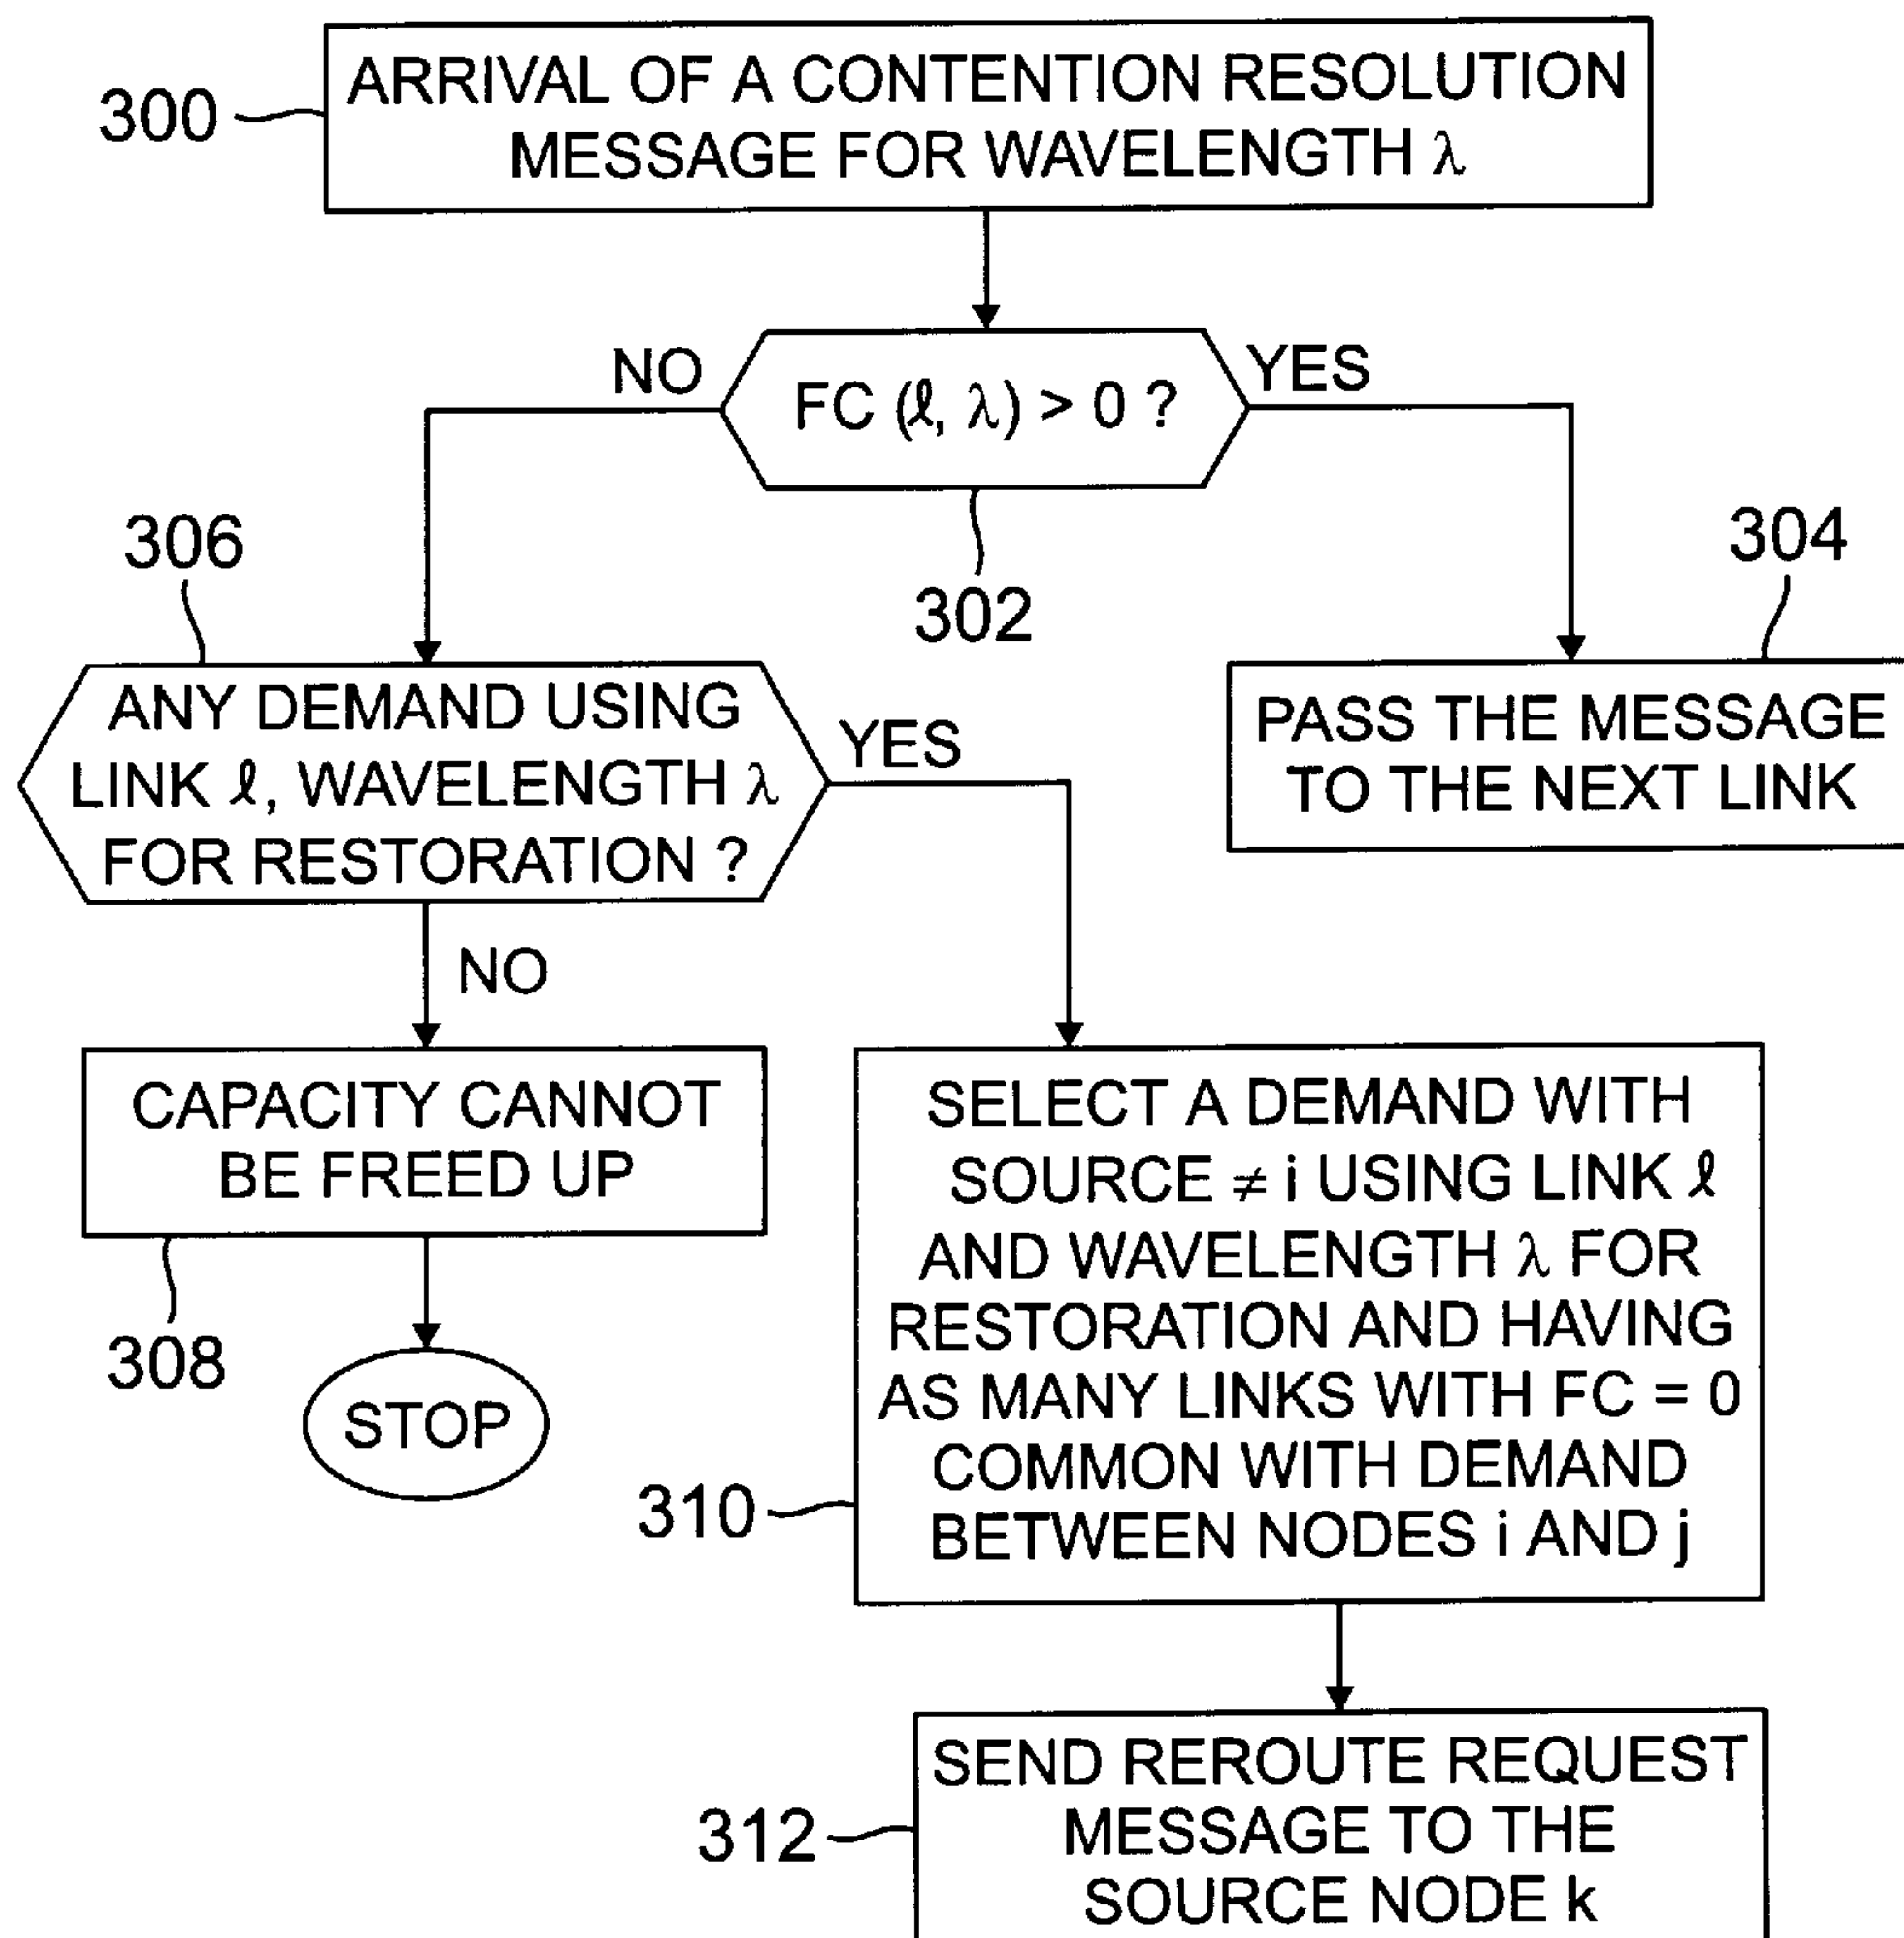 300
ARRIVAL OF A CONTENTION RESOLUTION
MESSAGE FOR WAVELENGTH λ
NO
FC (ℓ, λ) > 0 ?
YES
302
306
304
ANY DEMAND USING
LINK ℓ, WAVELENGTH λ
FOR RESTORATION ?
YES
PASS THE MESSAGE
TO THE NEXT LINK
NO
CAPACITY CANNOT
BE FREED UP
308
STOP
SELECT A DEMAND WITH
SOURCE ≠ i USING LINK ℓ
AND WAVELENGTH λ FOR
RESTORATION AND HAVING
AS MANY LINKS WITH FC = 0
COMMON WITH DEMAND
BETWEEN NODES i AND j
310
SEND REROUTE REQUEST
MESSAGE TO THE
SOURCE NODE k
312